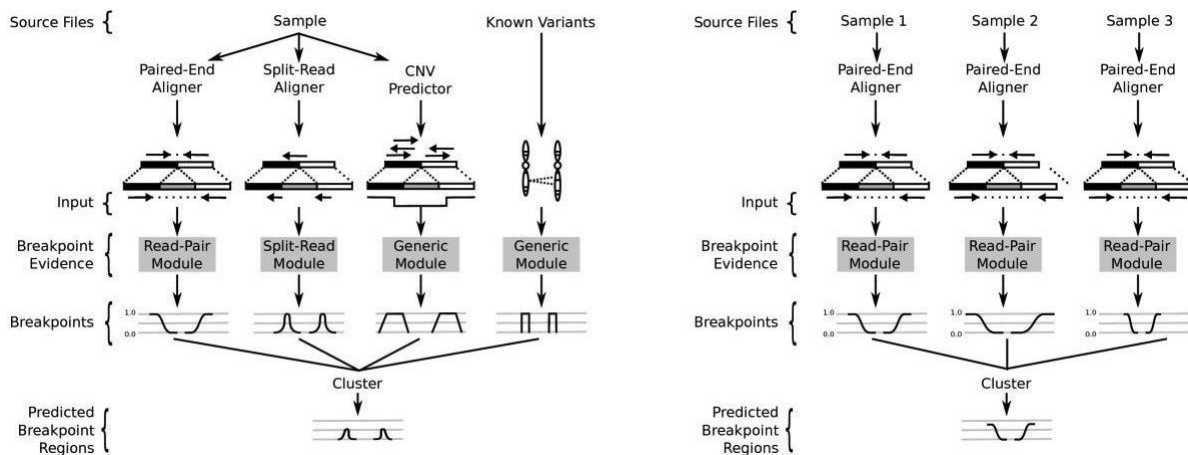 Source Files
Sample
Known Variants
Paired-End
Aligner
Split-Read
Aligner
CNV
Predictor
Input
Breakpoint
Evidence
Read-Pair
Module
Split-Read
Module
Generic
Module
Generic
Module
Breakpoints
1.0
0.0
Cluster
Predicted
Breakpoint
Regions
Source Files
Sample 1
Sample 2
Sample 3
Paired-End
Aligner
Paired-End
Aligner
Paired-End
Aligner
Input
Breakpoint
Evidence
Read-Pair
Module
Read-Pair
Module
Read-Pair
Module
Breakpoints
1.0
0.0
1.0
0.0
1.0
0.0
Cluster
Predicted
Breakpoint
Regions